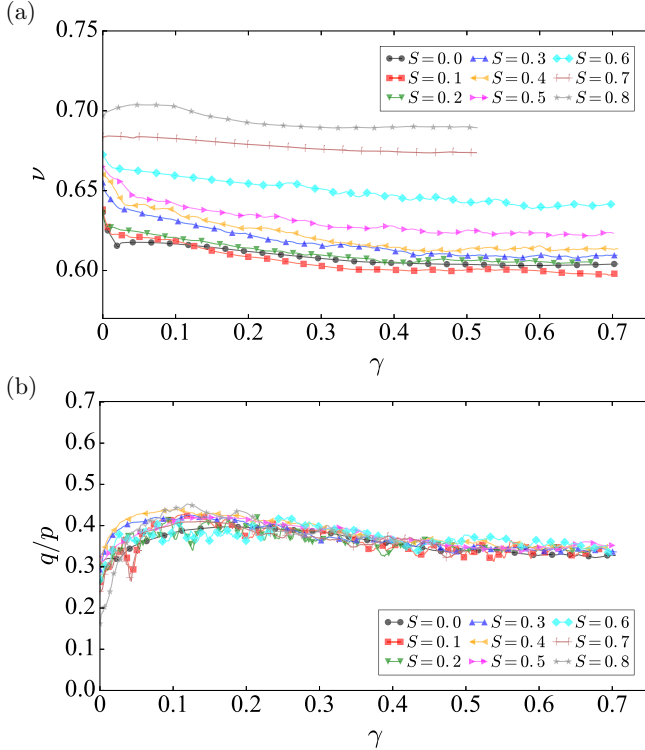 (a)
0.75
0.70
0.65
0.60
ν
S = 0.0 S = 0.3 S = 0.6
S = 0.1 S = 0.4 S = 0.7
S = 0.2 S = 0.5 S = 0.8
0 0.1 0.2 0.3 0.4 0.5 0.6 0.7
γ
(b)
0.7
0.6
0.5
0.4
0.3
0.2
0.1
0.0
q/p
S = 0.0 S = 0.3 S = 0.6
S = 0.1 S = 0.4 S = 0.7
S = 0.2 S = 0.5 S = 0.8
0 0.1 0.2 0.3 0.4 0.5 0.6 0.7
γ